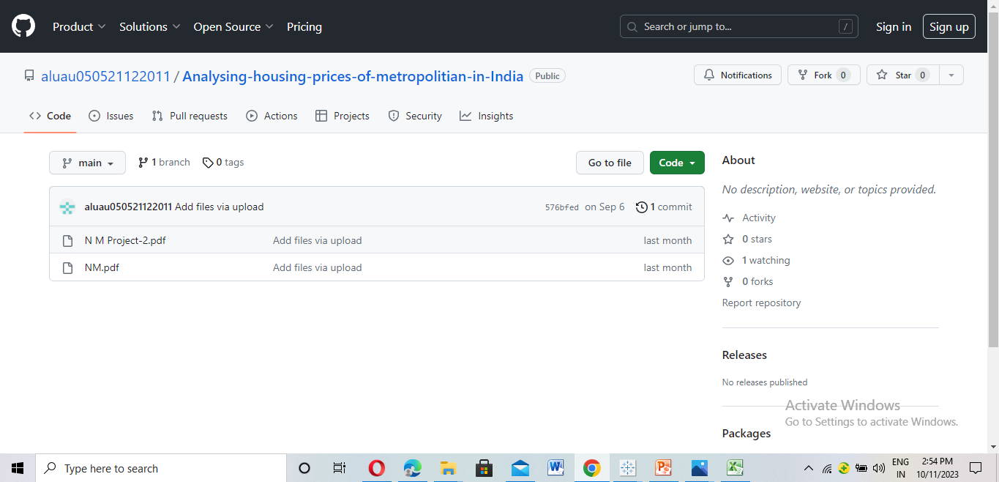 Product Solutions Open Source Pricing Search or jump to... / Sign in Sign up
aluau050521122011 / Analysing-housing-prices-of-metropolitian-in-India Public Notifications Fork 0 Star 0
Code Issues Pull requests Actions Projects Security Insights
main 1 branch 0 tags Go to file Code
aluau050521122011 Add files via upload 576bfed on Sep 6 1 commit
N M Project-2.pdf Add files via upload last month
NM.pdf Add files via upload last month
About
No description, website, or topics provided.
Activity
0 stars
1 watching
0 forks
Report repository
Releases
No releases published
Packages
Activate Windows
Go to Settings to activate Windows.
Type here to search
ENG
IN
2:54 PM
10/11/2023